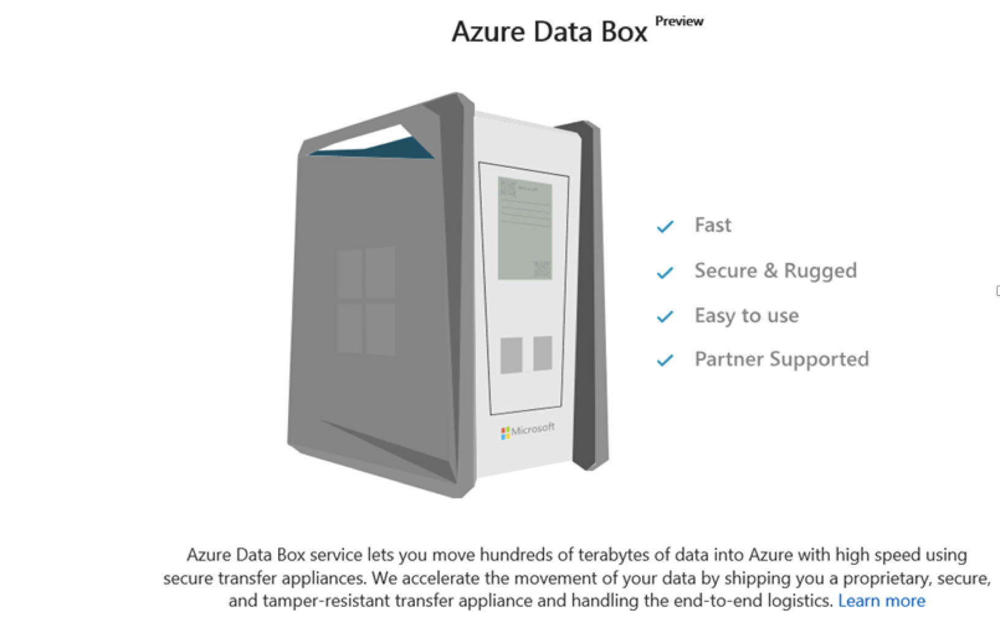 Azure Data Box Preview
Microsoft
Fast
Secure & Rugged
Easy to use
Partner Supported
Microsoft
Azure Data Box service lets you move hundreds of terabytes of data into Azure with high speed using
secure transfer appliances. We accelerate the movement of your data by shipping you a proprietary, secure,
and tamper-resistant transfer appliance and handling the end-to-end logistics. Learn more